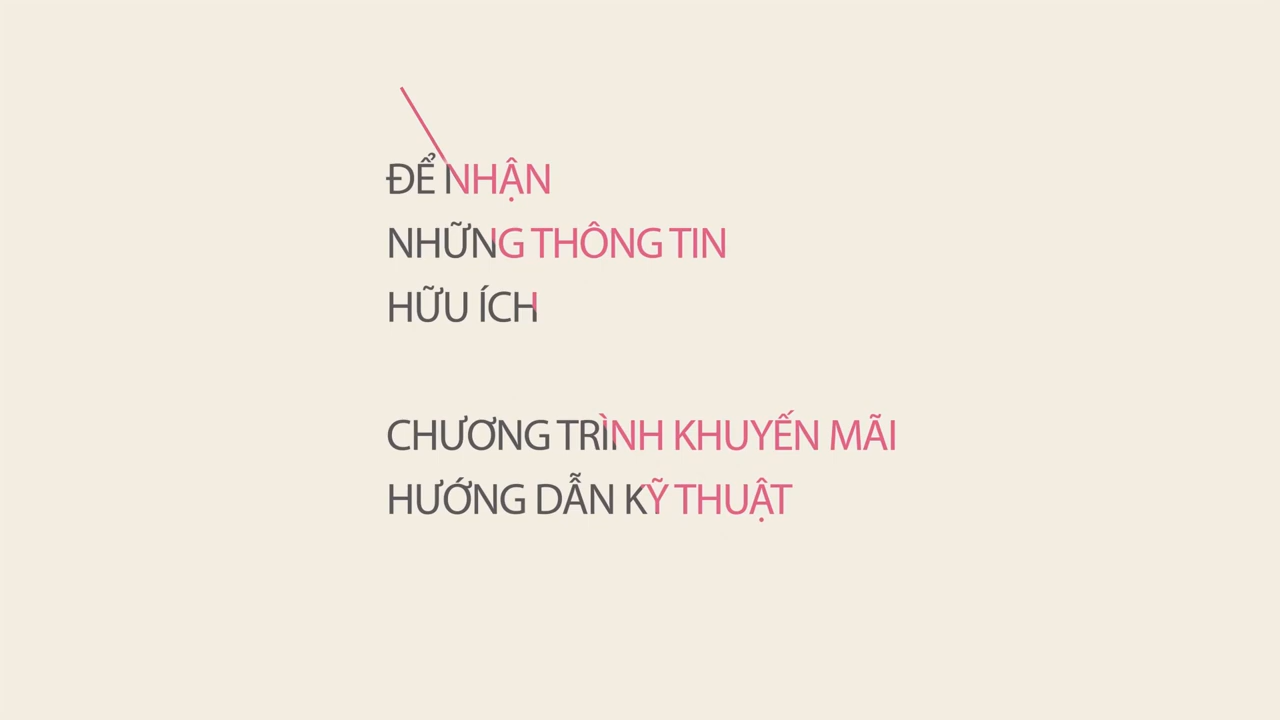 ĐỂ NHẬN
NHỮNG THÔNG TIN
HỮU ÍCH
CHƯƠNG TRÌNH KHUYẾN MÃI
HƯỚNG DẪN KỸ THUẬT